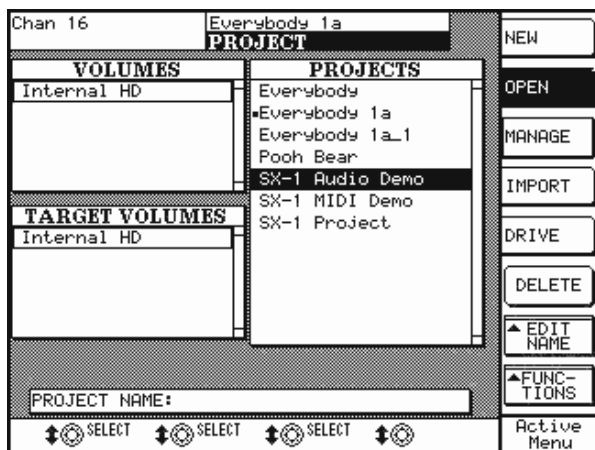 Chan 16
Everybody 1a
PROJECT
VOLUMES
Internal HD
TARGET VOLUMES
Internal HD
PROJECTS
Everybody
▪Everybody 1a
Everybody 1a_1
Pooh Bear
SX-1 Audio Demo
SX-1 MIDI Demo
SX-1 Project
PROJECT NAME:
SELECT SELECT SELECT
NEW
OPEN
MANAGE
IMPORT
DRIVE
DELETE
EDIT
NAME
FUNC-
TIONS
Active
Menu